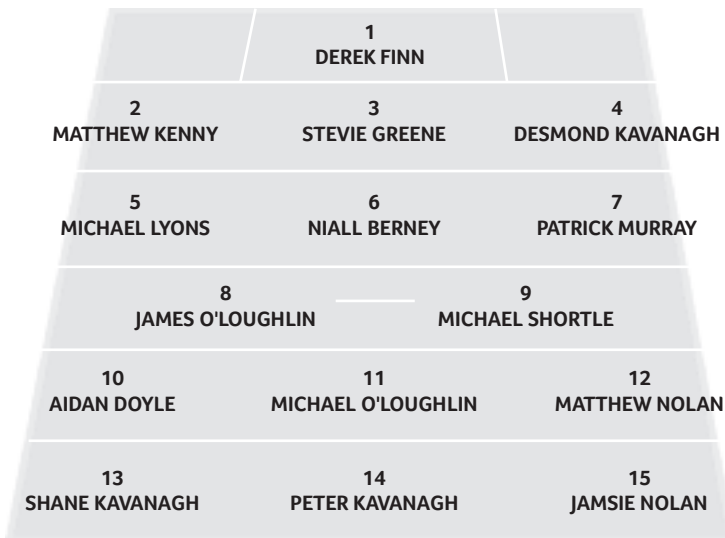 1
DEREK FINN
2 3 4
MATTHEW KENNY STEVIE GREENE DESMOND KAVANAGH
5 6 7
MICHAEL LYONS NIALL BERNEY PATRICK MURRAY
8 9
JAMES O'LOUGHLIN MICHAEL SHORTLE
10 11 12
AIDAN DOYLE MICHAEL O'LOUGHLIN MATTHEW NOLAN
13 14 15
SHANE KAVANAGH PETER KAVANAGH JAMSIE NOLAN